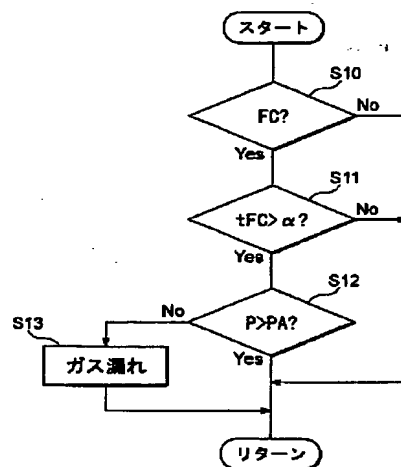 スタート
S10
FC?
No
Yes
S11
tFC>α?
No
Yes
S12
P>PA?
No
Yes
S13
ガス漏れ
リターン